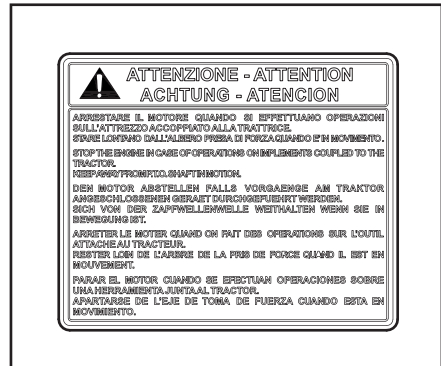 ATTENZIONE - ATTENTION
ACHTUNG - ATENCION
ARRESTARE IL MOTORE QUANDO SI EFFETTUANO OPERAZIONI
SULL'ATTREZZO ACCOPPIATO ALLA TRATTRICE.
STARE LONTANO DALL'ALBERO PRESA DI FORZA QUANDO E' IN MOVIMENTO.
STOP THE ENGINE IN CASE OF OPERATIONS ON IMPLEMENTS COUPLED TO THE
TRACTOR.
KEEP AWAY FROM P.T.O. SHAFT IN MOTION.
DEN MOTOR ABSTELLEN FALLS VORGAENGE AM TRAKTOR
ANGESCHLOSSENEN GERAET DURCHGEFUEHRT WERDEN.
SICH VON DER ZAPFWELLENWELLE WEITHALTEN WENN SIE IN
BEWEGUNG IST.
ARRETER LE MOTER QUAND ON FAIT DES OPERATIONS SUR L'OUTIL
ATTACHE AU TRACTEUR.
RESTER LOIN DE L'ARBRE DE LA PRIS DE FORCE QUAND IL EST EN
MOUVEMENT.
PARAR EL MOTOR CUANDO SE EFECTUAN OPERACIONES SOBRE
UNA HERRAMIENTA JUNTA AL TRACTOR.
APARTARSE DE L'EJE DE TOMA DE FUERZA CUANDO ESTA EN
MOVIMIENTO.